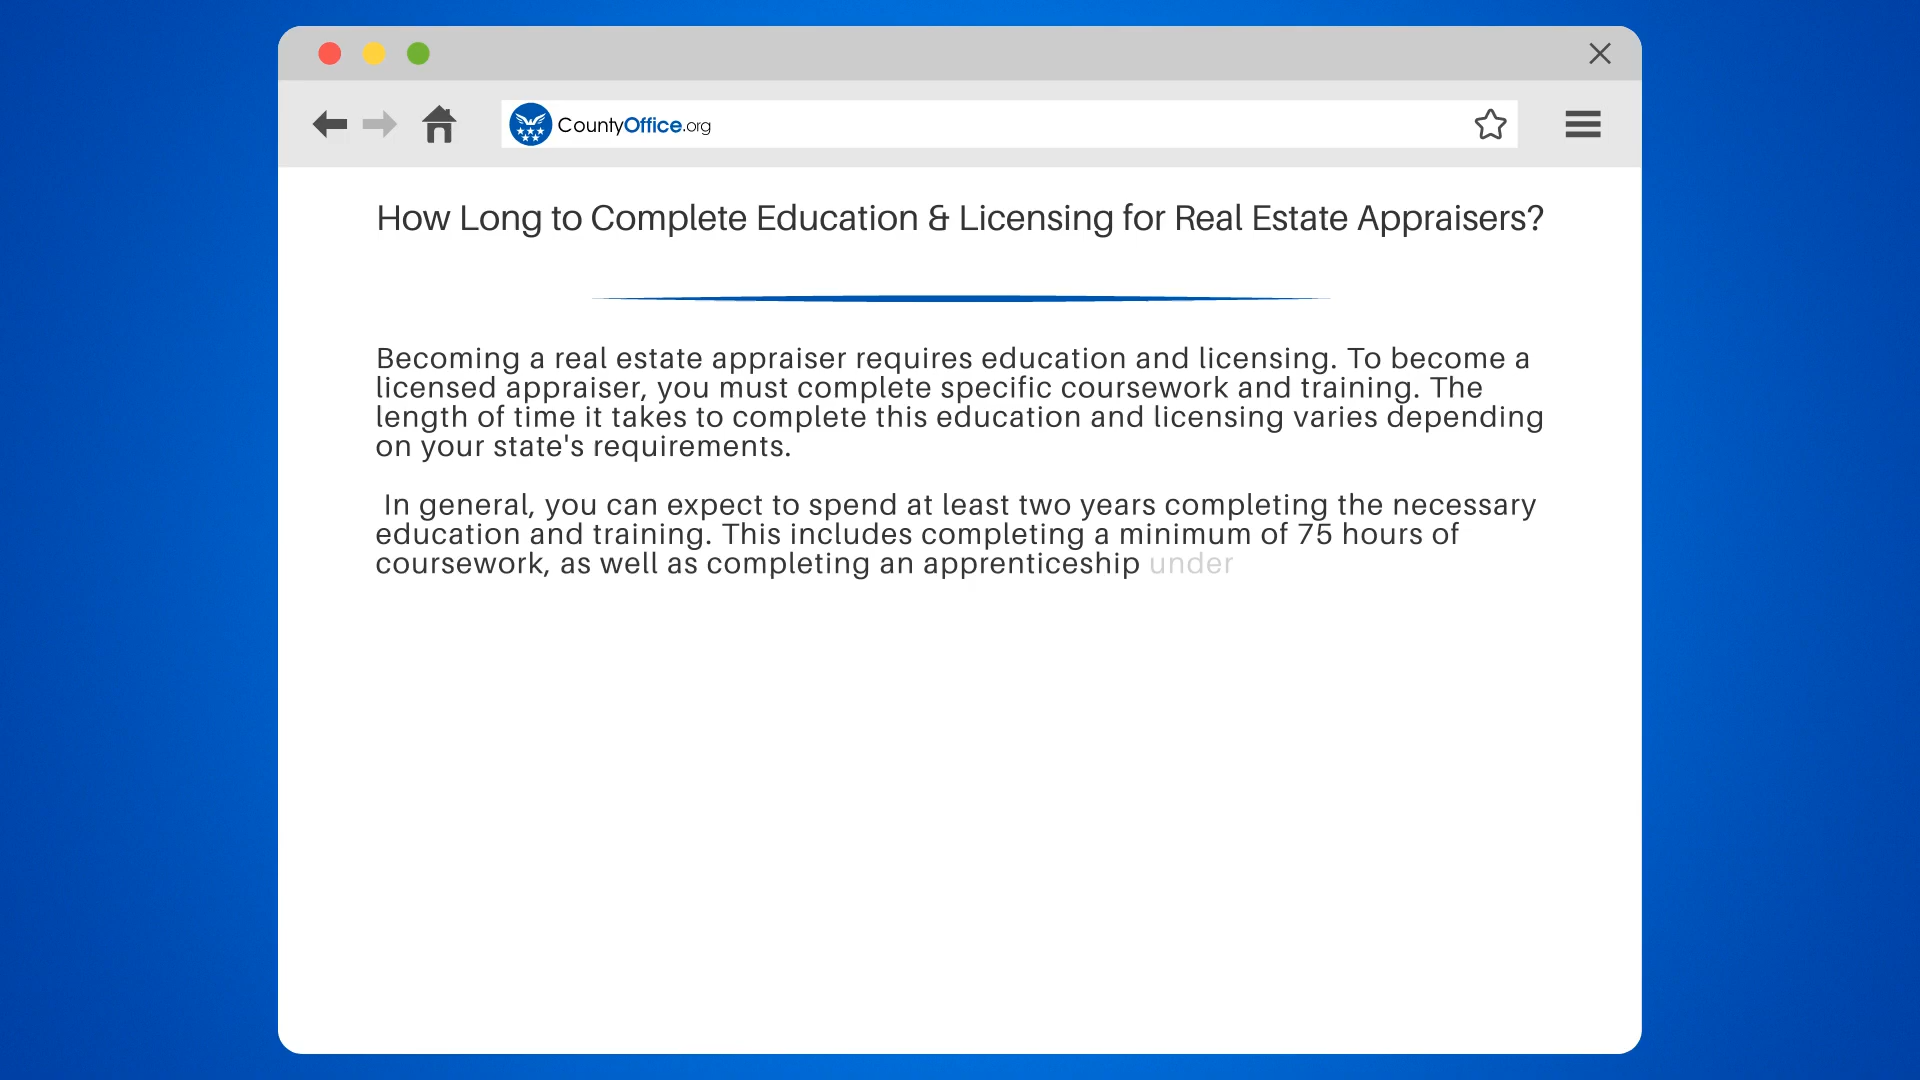 CountyOffice.org
How Long to Complete Education & Licensing for Real Estate Appraisers?
Becoming a real estate appraiser requires education and licensing. To become a
licensed appraiser, you must complete specific coursework and training. The
length of time it takes to complete this education and licensing varies depending
on your state's requirements.
In general, you can expect to spend at least two years completing the necessary
education and training. This includes completing a minimum of 75 hours of
coursework, as well as completing an apprenticeship under